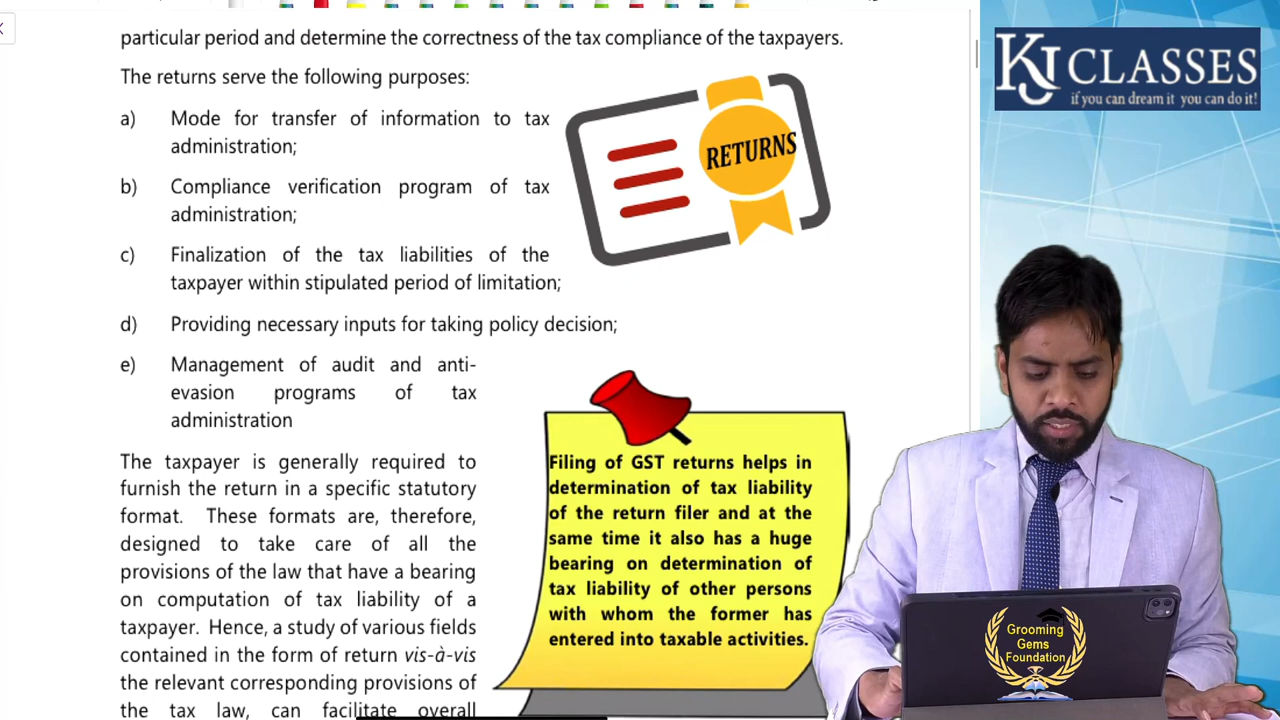 particular period and determine the correctness of the tax compliance of the taxpayers.
The returns serve the following purposes:
a) Mode for transfer of information to tax
administration;
b) Compliance verification program of tax
administration;
c) Finalization of the tax liabilities of the
taxpayer within stipulated period of limitation;
d) Providing necessary inputs for taking policy decision;
e) Management of audit and anti-
evasion programs of tax
administration
The taxpayer is generally required to
furnish the return in a specific statutory
format. These formats are, therefore,
designed to take care of all the
provisions of the law that have a bearing
on computation of tax liability of a
taxpayer. Hence, a study of various fields
contained in the form of return vis-à-vis
the relevant corresponding provisions of
the tax law, can facilitate overall
RETURNS
Filing of GST returns helps in
determination of tax liability
of the return filer and at the
same time it also has a huge
bearing on determination of
tax liability of other persons
with whom the former has
entered into taxable activities.
KJ CLASSES
if you can dream it you can do it!
Grooming
Gems
Foundation